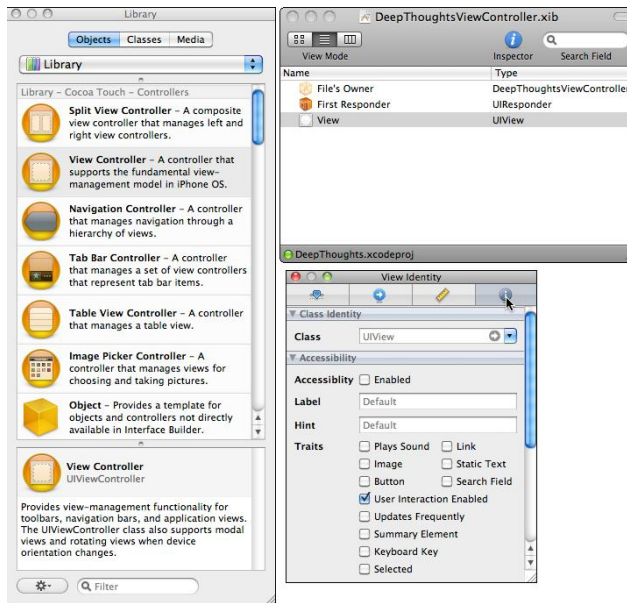 Library
Objects Classes Media
Library
Library – Cocoa Touch – Controllers
Split View Controller – A composite
view controller that manages left and
right view controllers.
View Controller – A controller that
supports the fundamental view-
management model in iPhone OS.
Navigation Controller – A controller
that manages navigation through a
hierarchy of views.
Tab Bar Controller – A controller
that manages a set of view controllers
that represent tab bar items.
Table View Controller – A controller
that manages a table view.
Image Picker Controller – A
controller that manages views for
choosing and taking pictures.
Object – Provides a template for
objects and controllers not directly
available in Interface Builder.
View Controller
UIViewController
Provides view-management functionality for
toolbars, navigation bars, and application views.
The UIViewController class also supports modal
views and rotating views when device
orientation changes.
Filter
DeepThoughtsViewController.xib
View Mode Inspector Search Field
Name Type
File's Owner DeepThoughtsViewController
First Responder UIResponder
View UIView
DeepThoughts.xcodeproj
View Identity
Class Identity
Class UIView
Accessibility
Accessiblity Enabled
Label Default
Hint Default
Traits Plays Sound Link
Image Static Text
Button Search Field
User Interaction Enabled
Updates Frequently
Summary Element
Keyboard Key
Selected